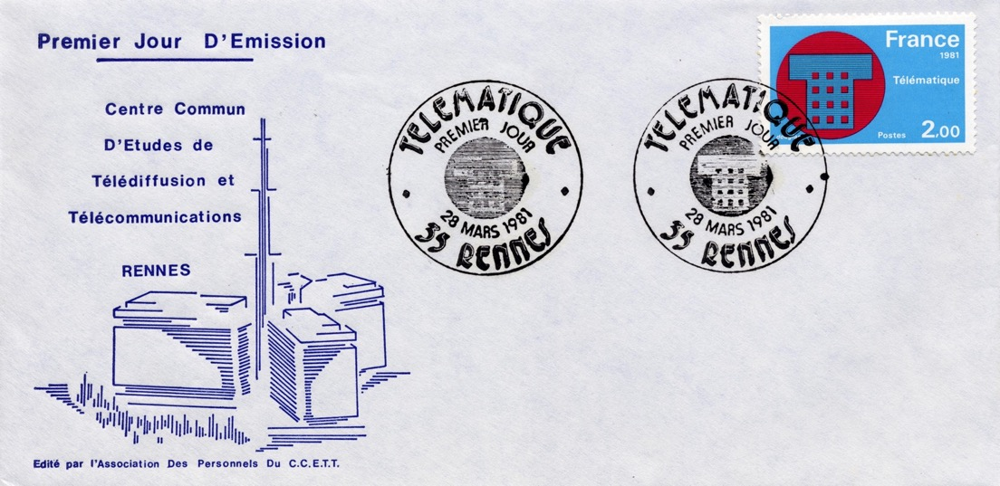 Premier Jour D'Emission
Centre Commun
D'Etudes de
Télédiffusion et
Télécommunications
RENNES
Edité par l'Association Des Personnels Du C.C.E.T.T.
TELEMATIQUE
PREMIER JOUR
28 MARS 1981
35 RENNES
TELEMATIQUE
PREMIER JOUR
28 MARS 1981
35 RENNES
France
1981
Télématique
Postes 2.00